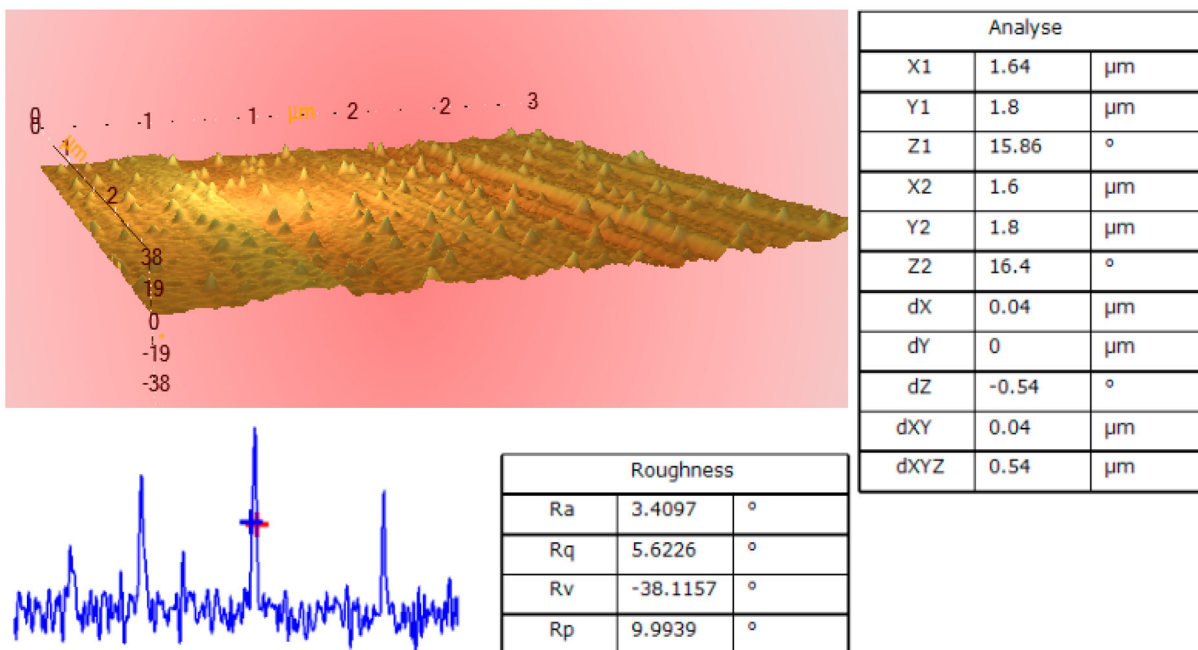 0 -1 1 µm 2 2 3
0
µm 1
2
38
19
0
-19
-38
Analyse
X1 1.64 µm
Y1 1.8 µm
Z1 15.86 °
X2 1.6 µm
Y2 1.8 µm
Z2 16.4 °
dX 0.04 µm
dY 0 µm
dZ -0.54 °
dXY 0.04 µm
dXYZ 0.54 µm
Roughness
Ra 3.4097 °
Rq 5.6226 °
Rv -38.1157 °
Rp 9.9939 °